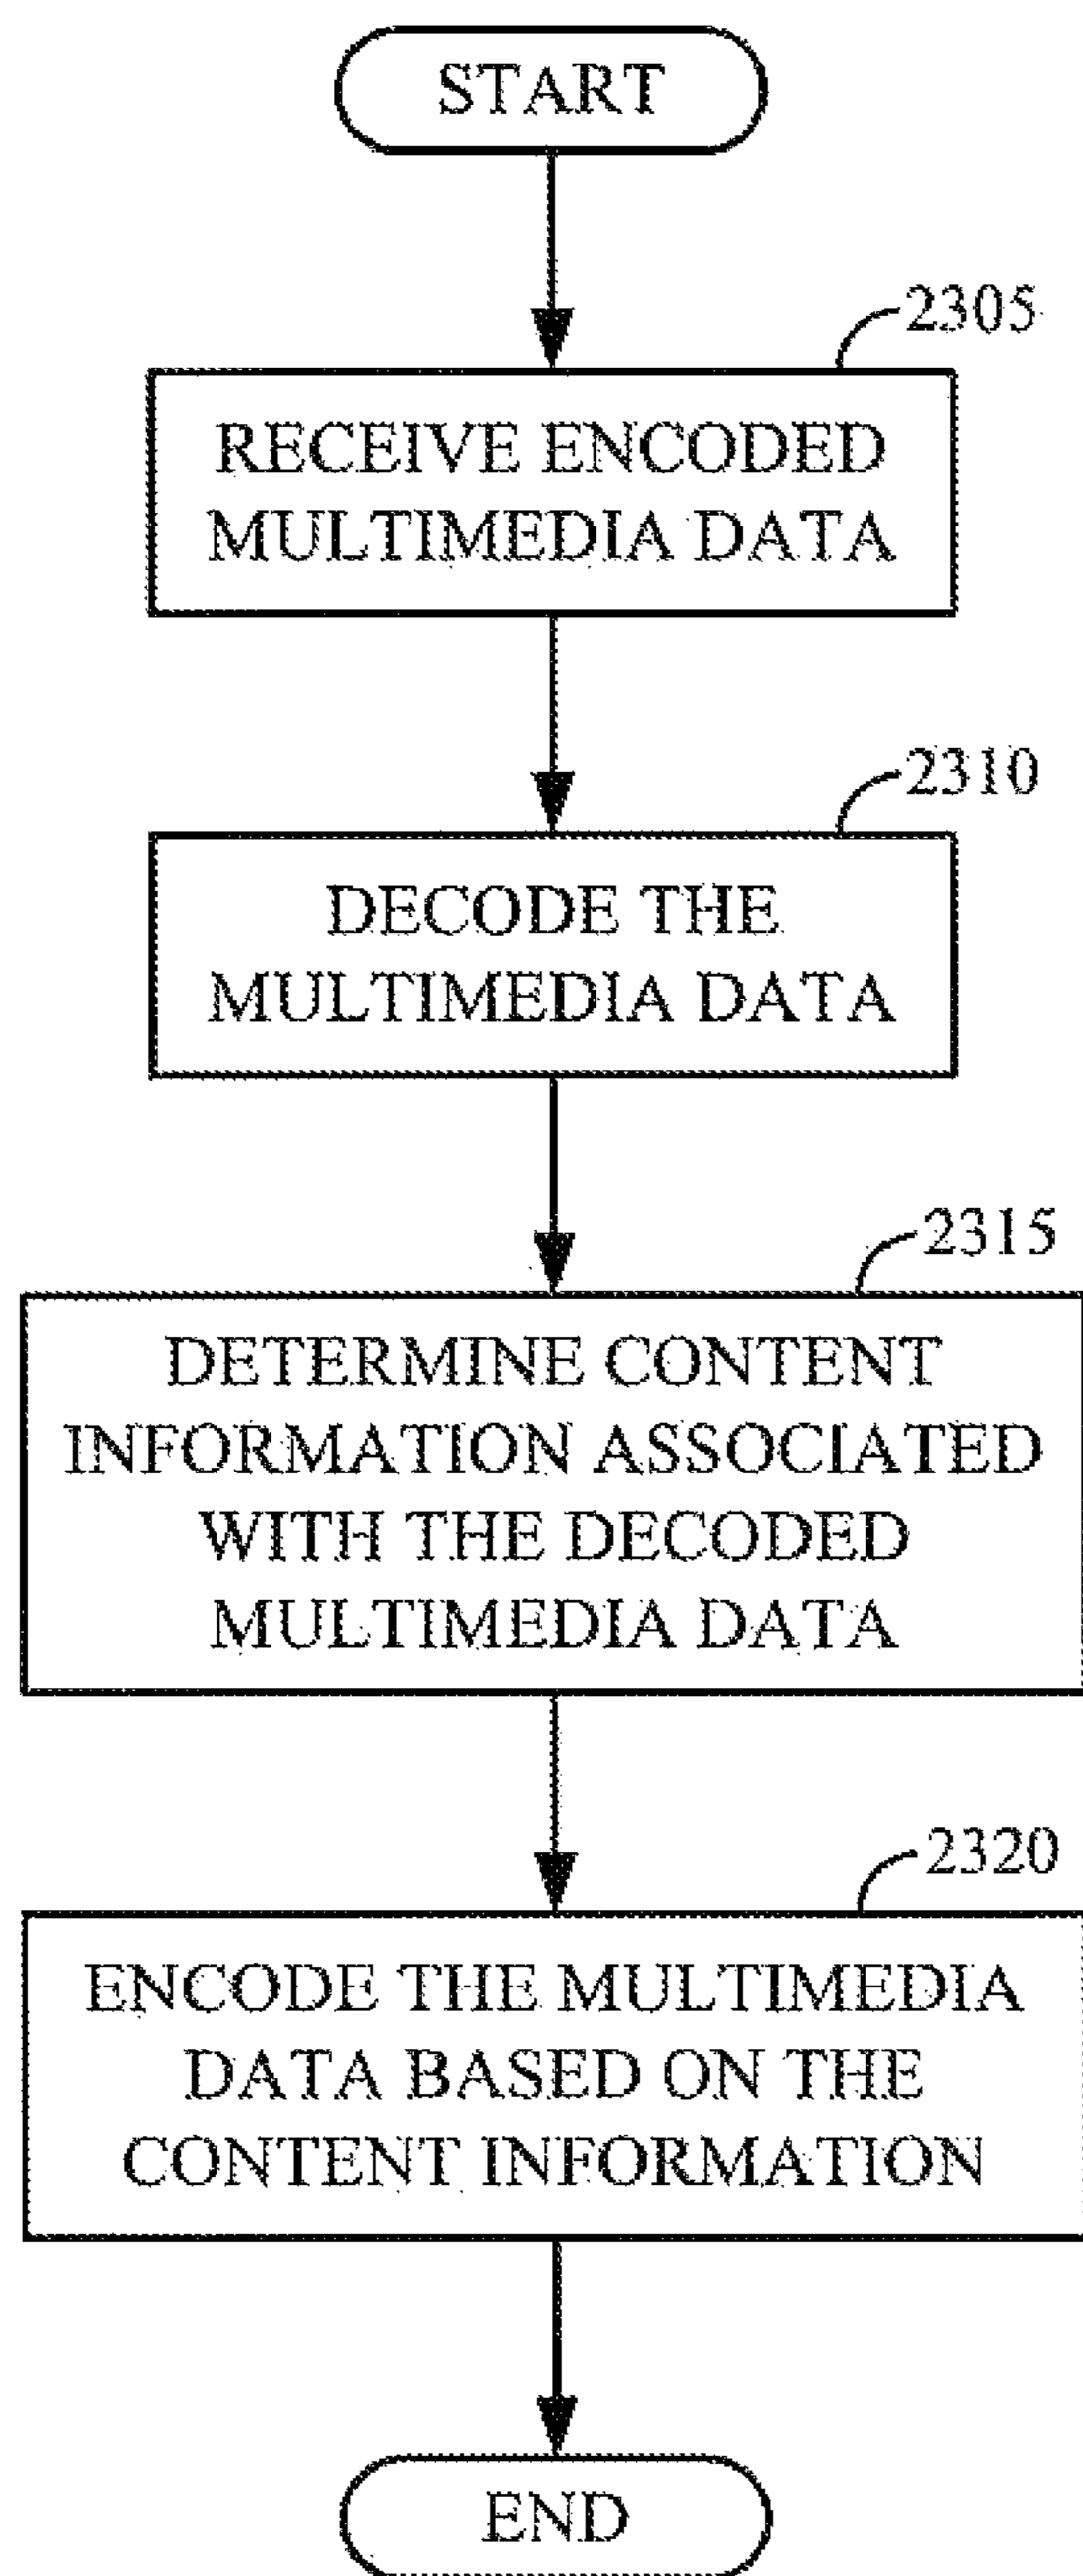 START
2305
RECEIVE ENCODED
MULTIMEDIA DATA
2310
DECODE THE
MULTIMEDIA DATA
2315
DETERMINE CONTENT
INFORMATION ASSOCIATED
WITH THE DECODED
MULTIMEDIA DATA
2320
ENCODE THE MULTIMEDIA
DATA BASED ON THE
CONTENT INFORMATION
END